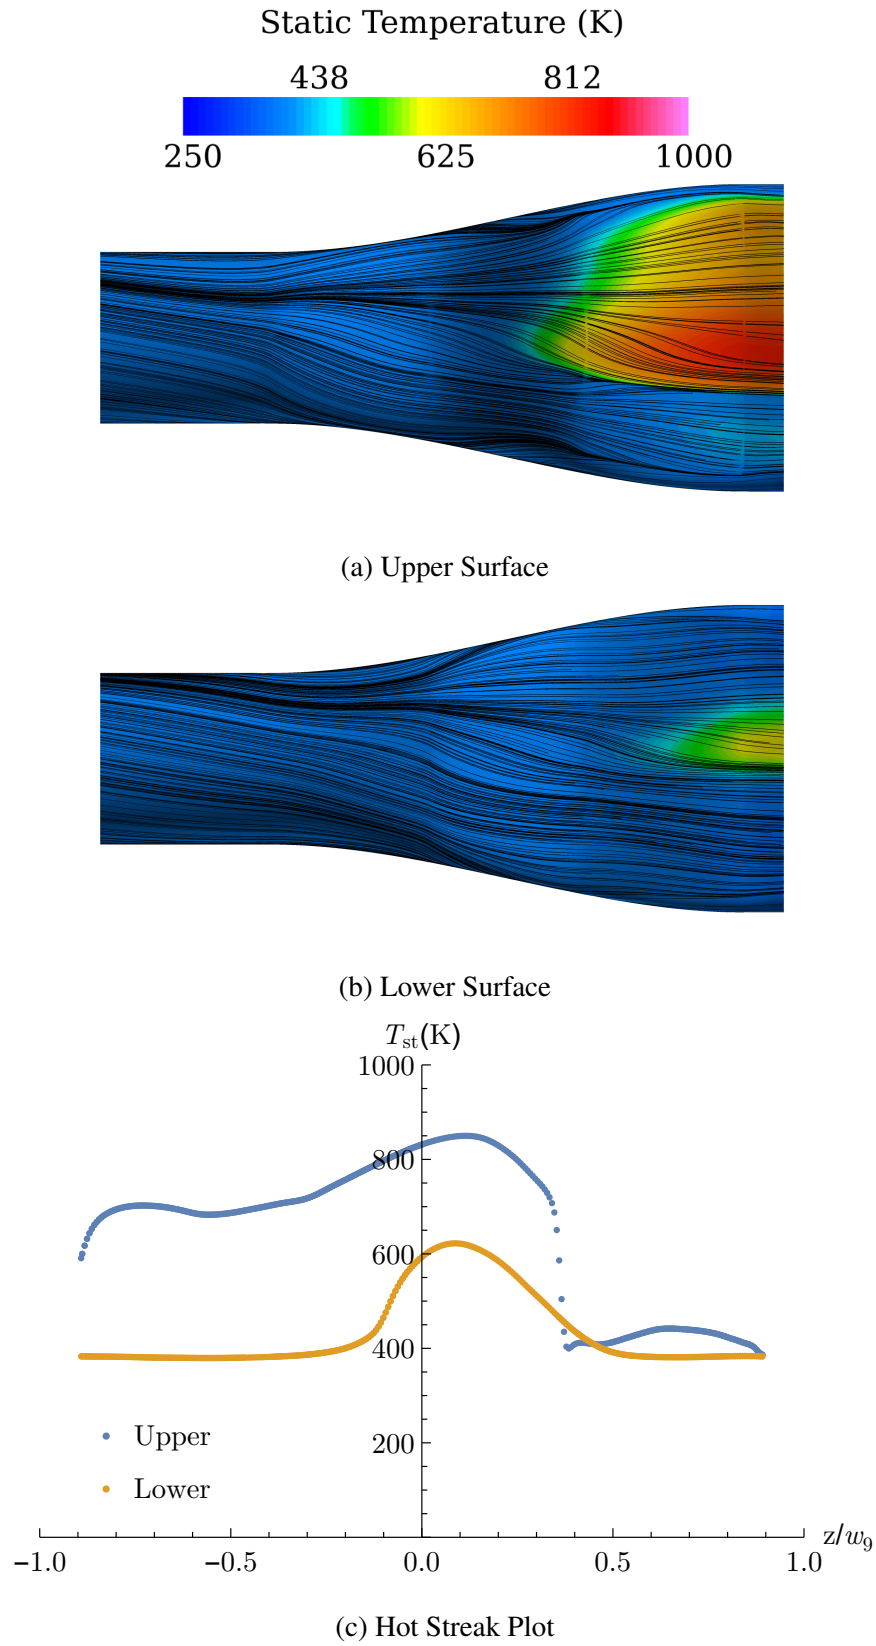 Static Temperature (K)
438 812
250 625 1000
(a) Upper Surface
(b) Lower Surface
T_st(K)
1000
800
600
400
200
Upper
Lower
z/w_9
−1.0 −0.5 0.0 0.5 1.0
(c) Hot Streak Plot